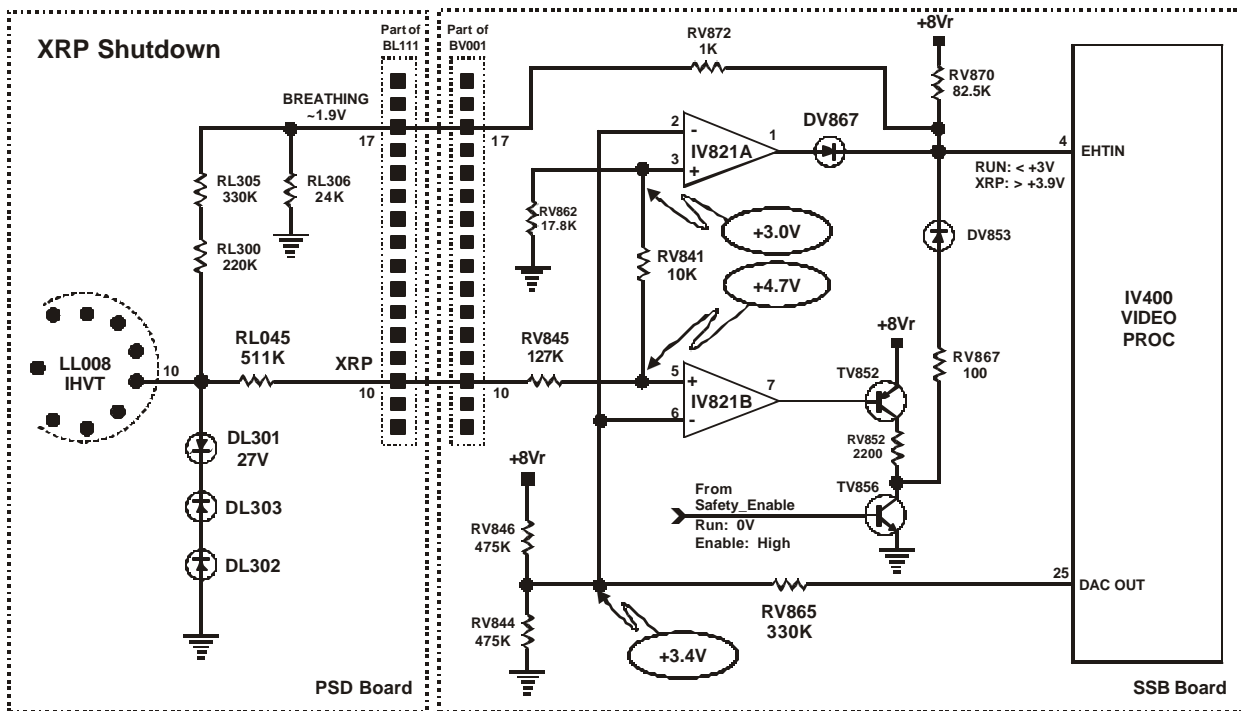 XRP Shutdown
Part of
BL111
Part of
BV001
RV872
1K
+8Vr
RV870
82.5K
BREATHING
~1.9V
17
17
2
-
IV821A
1
3
+
DV867
4
EHTIN
RUN: < +3V
XRP: > +3.9V
RL305
330K
RL306
24K
RV862
17.8K
+3.0V
DV853
RL300
220K
RV841
10K
+4.7V
IV400
VIDEO
PROC
LL008
IHVT
10
RL045
511K
XRP
10
10
RV845
127K
5
+
IV821B
7
6
-
+8Vr
TV852
RV867
100
RV852
2200
DL301
27V
+8Vr
TV856
From
Safety_Enable
Run: 0V
Enable: High
DL303
RV846
475K
DL302
25
DAC OUT
RV865
330K
RV844
475K
+3.4V
PSD Board
SSB Board